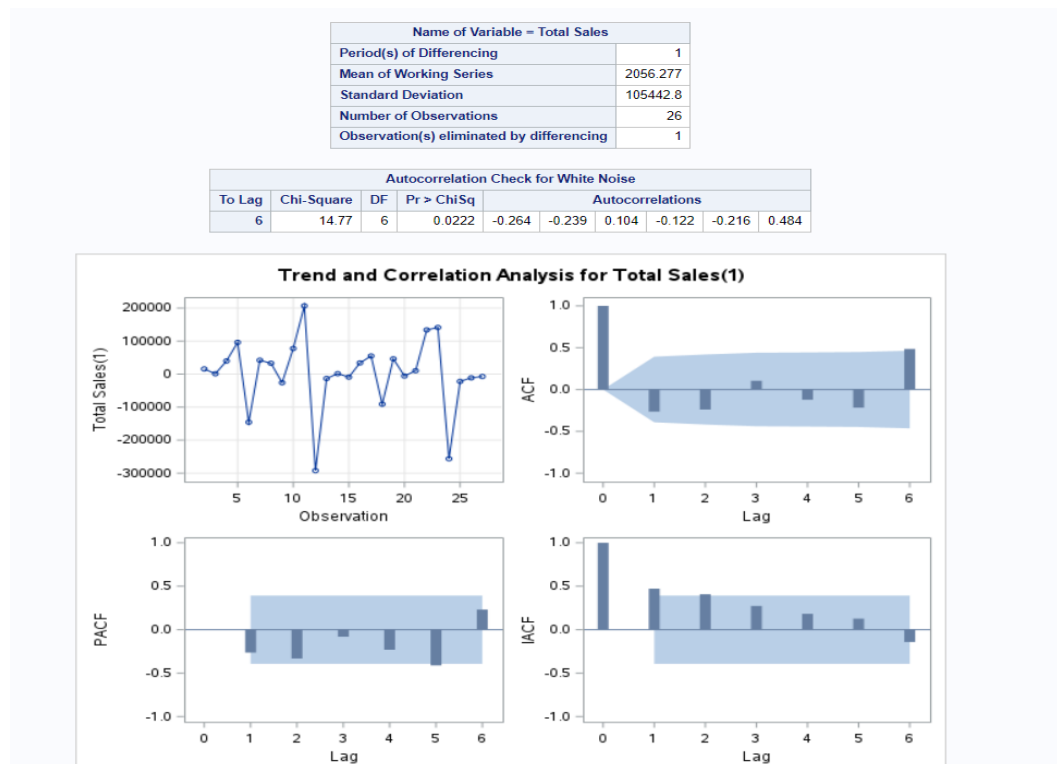 Name of Variable = Total Sales
Period(s) of Differencing 1
Mean of Working Series 2056.277
Standard Deviation 105442.8
Number of Observations 26
Observation(s) eliminated by differencing 1
Autocorrelation Check for White Noise
To Lag Chi-Square DF Pr > ChiSq Autocorrelations
6 14.77 6 0.0222 -0.264 -0.239 0.104 -0.122 -0.216 0.484
Trend and Correlation Analysis for Total Sales(1)
200000
100000
0
-100000
-200000
-300000
Total Sales(1)
5 10 15 20 25
Observation
1.0
0.5
0.0
-0.5
-1.0
ACF
0 1 2 3 4 5 6
Lag
1.0
0.5
0.0
-0.5
-1.0
PACF
0 1 2 3 4 5 6
Lag
1.0
0.5
0.0
-0.5
-1.0
IACF
0 1 2 3 4 5 6
Lag